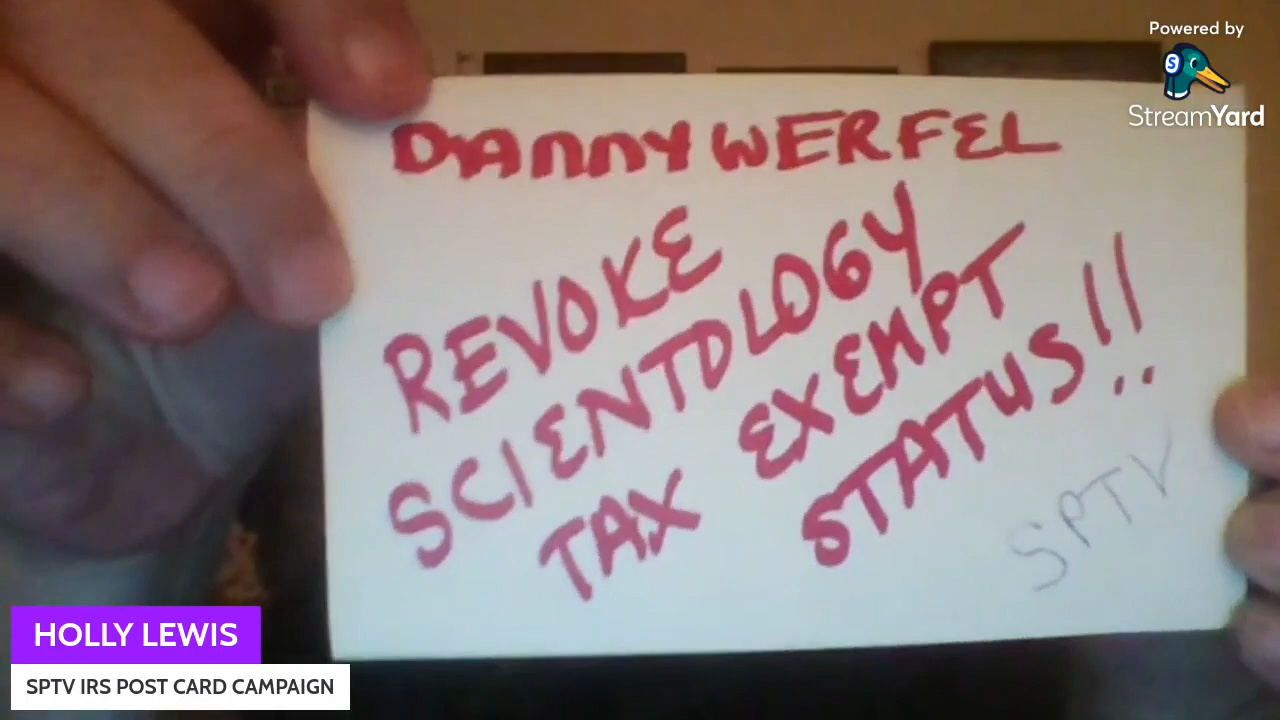 Powered by
StreamYard
DANNY WERFEL
REVOKE
SCIENTOLOGY
TAX EXEMPT
STATUS!!
SPTV
HOLLY LEWIS
SPTV IRS POST CARD CAMPAIGN